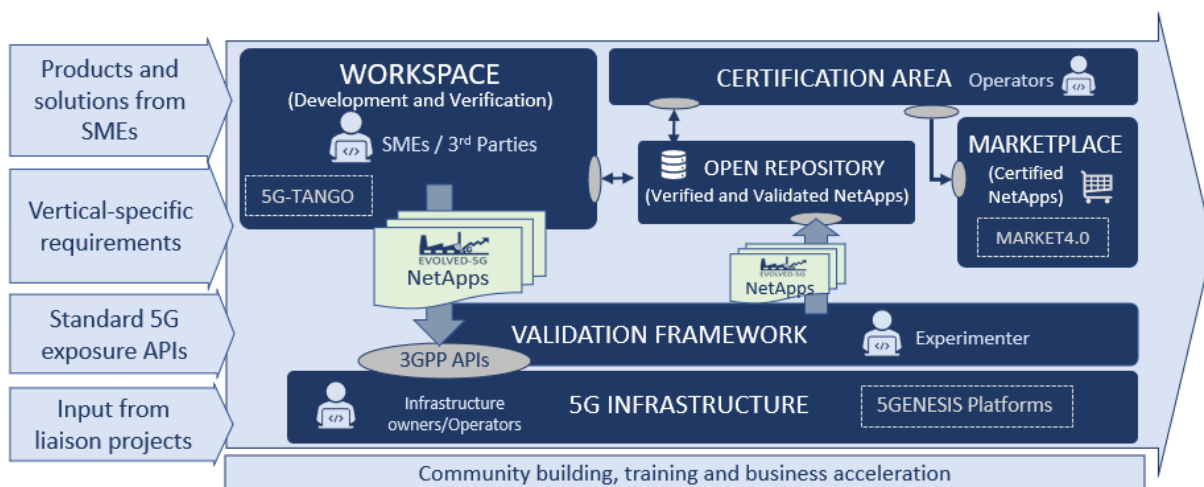 Products and
solutions from
SMEs
Vertical-specific
requirements
Standard 5G
exposure APIs
Input from
liaison projects
WORKSPACE
(Development and Verification)
SMEs / 3rd Parties
5G-TANGO
EVOLVED-5G
NetApps
CERTIFICATION AREA
Operators
OPEN REPOSITORY
(Verified and Validated NetApps)
MARKETPLACE
(Certified
NetApps)
MARKET4.0
EVOLVED-5G
NetApps
VALIDATION FRAMEWORK
Experimenter
3GPP APIs
Infrastructure
owners/Operators
5G INFRASTRUCTURE
5GENESIS Platforms
Community building, training and business acceleration